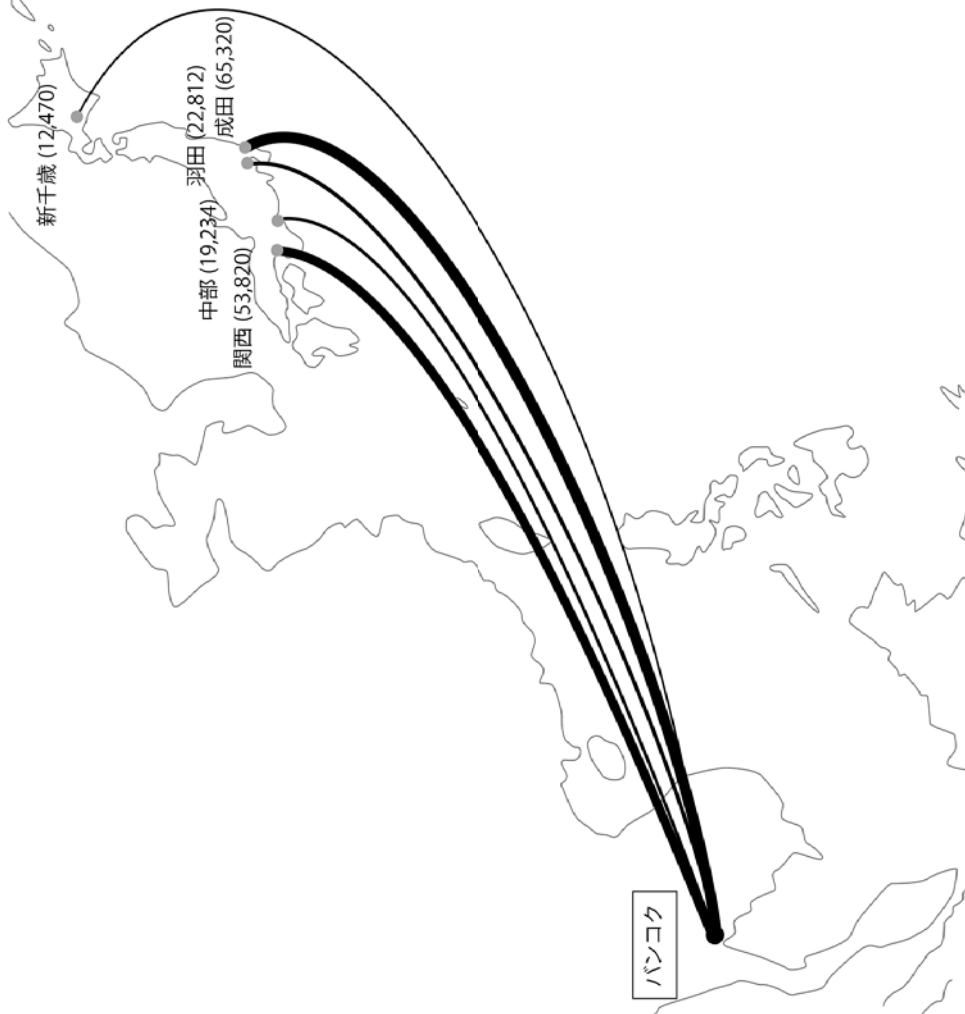 新千歳 (12,470)
羽田 (22,812)
成田 (65,320)
中部 (19,234)
関西 (53,820)
バンコク